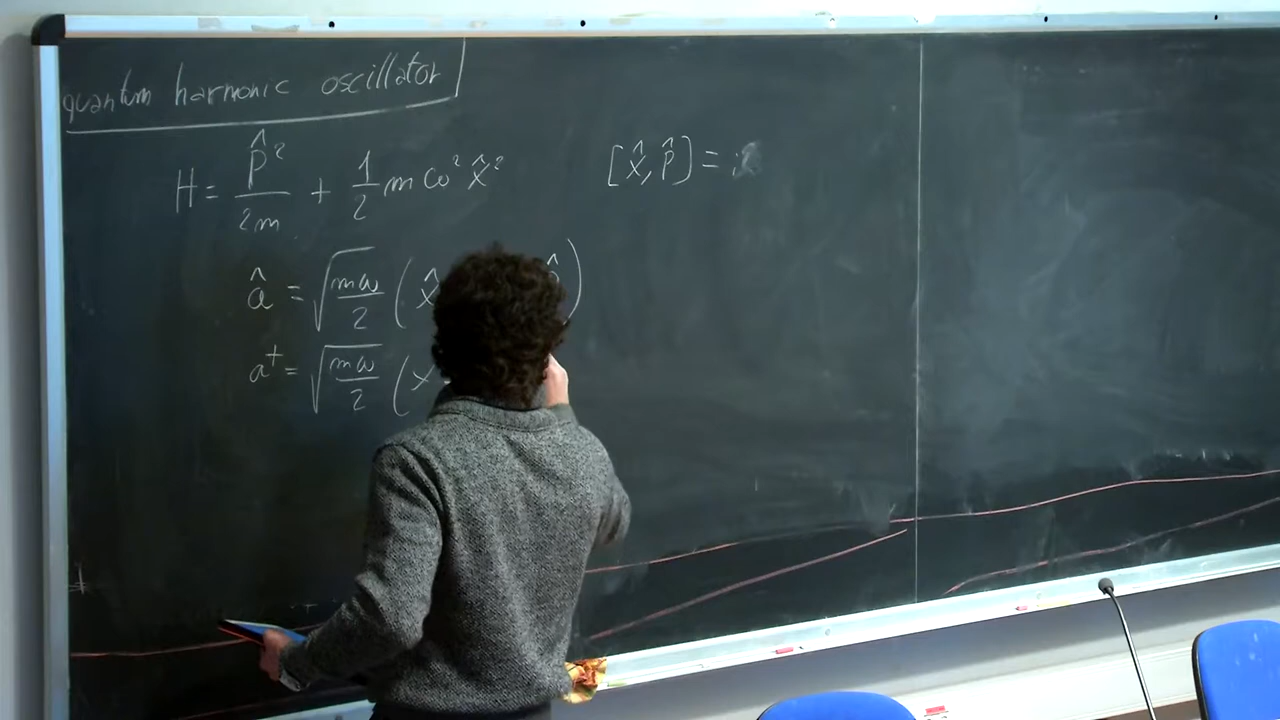 quantum harmonic oscillator
H = p̂²/2m + 1/2 mω² x̂²
[x̂, p̂] = i
â = √(mω/2) (x̂ )
a† = √(mω/2) (x